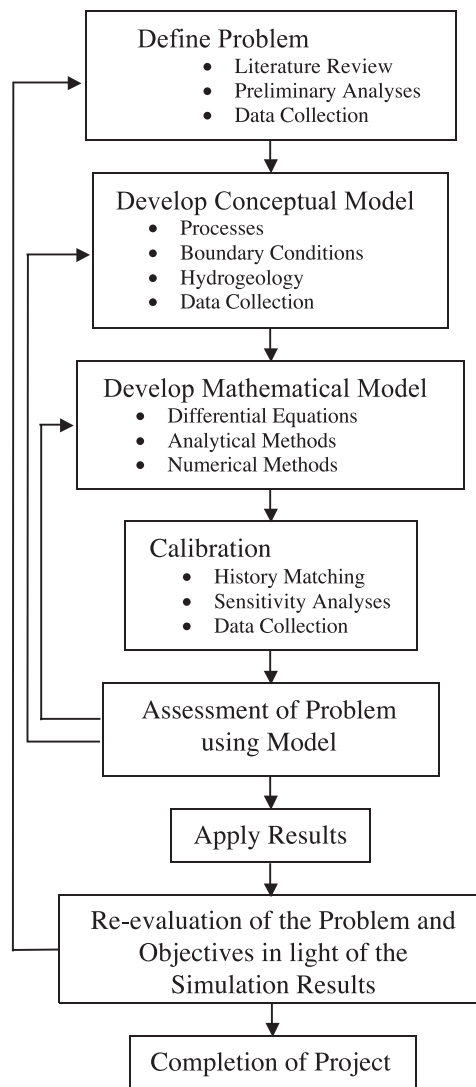 Define Problem
• Literature Review
• Preliminary Analyses
• Data Collection
Develop Conceptual Model
• Processes
• Boundary Conditions
• Hydrogeology
• Data Collection
Develop Mathematical Model
• Differential Equations
• Analytical Methods
• Numerical Methods
Calibration
• History Matching
• Sensitivity Analyses
• Data Collection
Assessment of Problem
using Model
Apply Results
Re-evaluation of the Problem and
Objectives in light of the
Simulation Results
Completion of Project